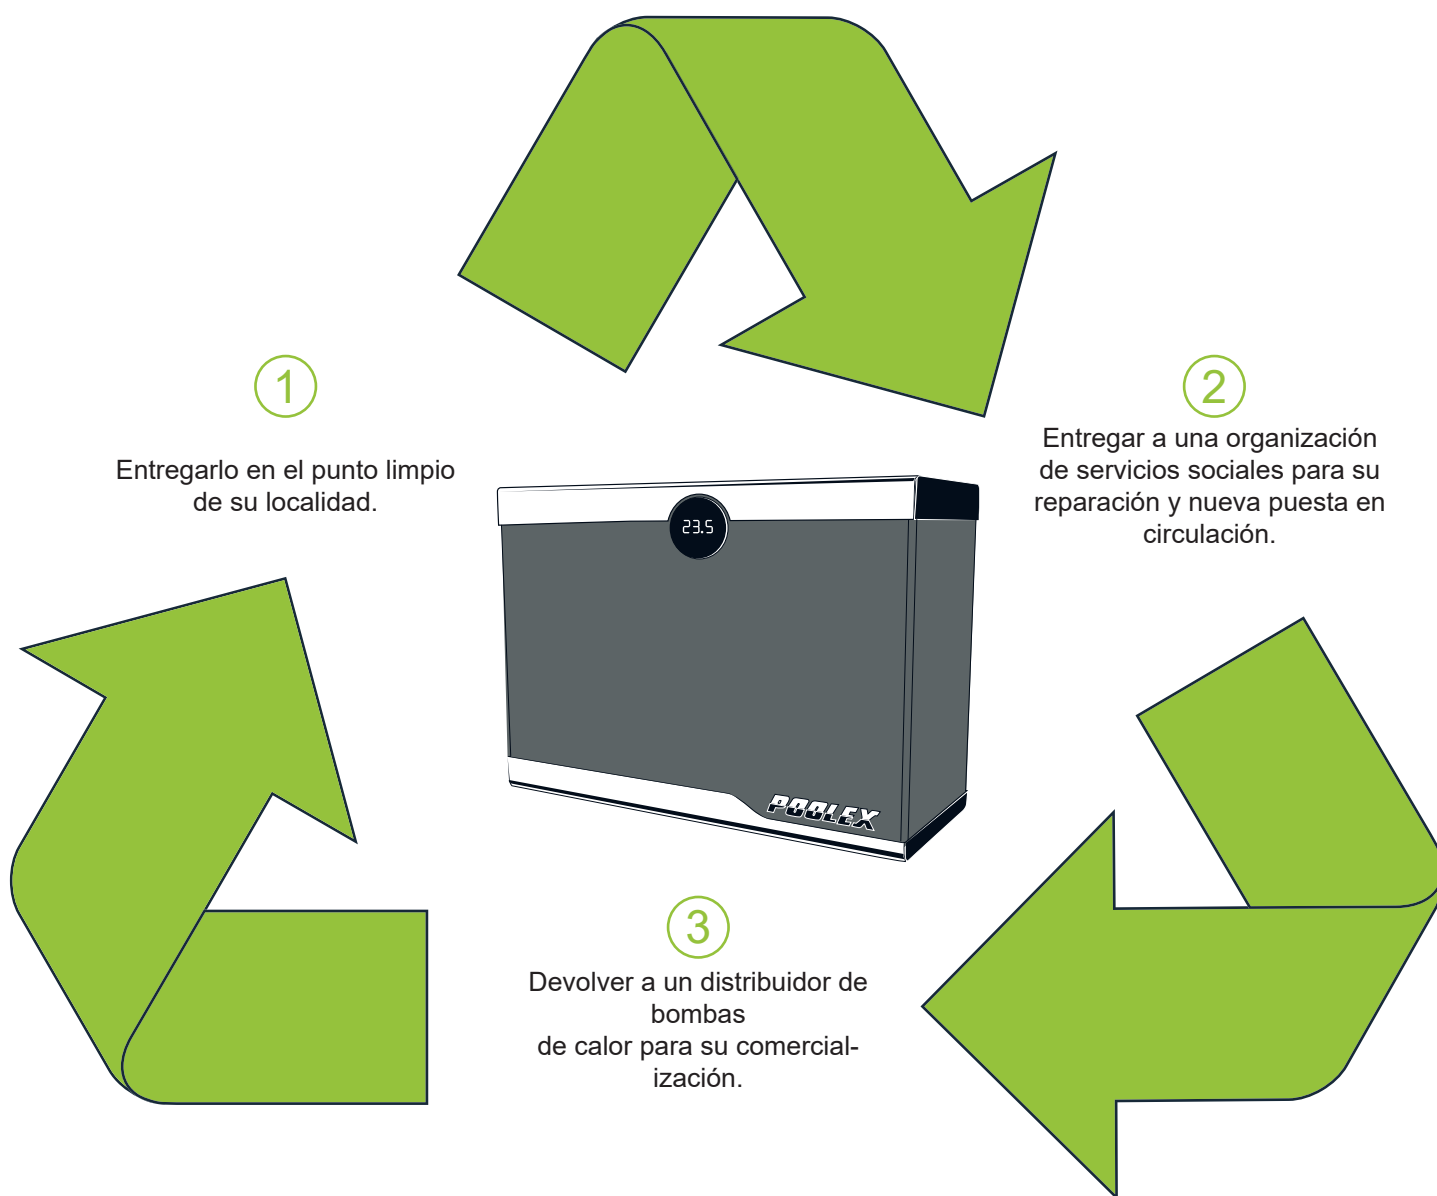 1
Entregarlo en el punto limpio
de su localidad.
2
Entregar a una organización
de servicios sociales para su
reparación y nueva puesta en
circulación.
23.5
POOLEX
3
Devolver a un distribuidor de
bombas
de calor para su comercial-
ización.